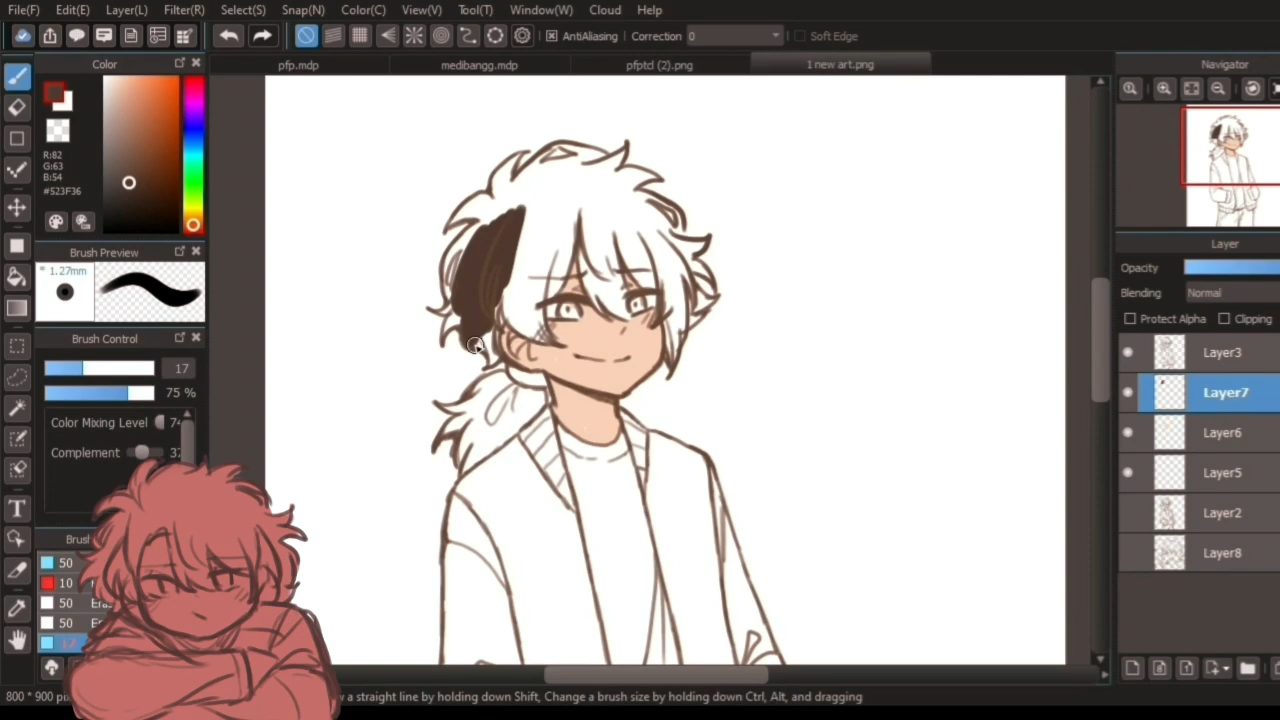 File(F) Edit(E) Layer(L) Filter(R) Select(S) Snap(N) Color(C) View(V) Tool(T) Window(W) Cloud Help
AntiAliasing Correction 0 Soft Edge
Color
pfp.mdp medibangg.mdp pfptcl (2).png 1 new art.png
Navigator
R:82
G:63
B:54
#523F36
Brush Preview
* 1.27mm
Brush Control
17
75 %
Color Mixing Level
Complement
50
10
50
50
Layer
Opacity
Blending Normal
Protect Alpha Clipping
Layer3
Layer7
Layer6
Layer5
Layer2
Layer8
800 * 900 a straight line by holding down Shift, Change a brush size by holding down Ctrl, Alt, and dragging